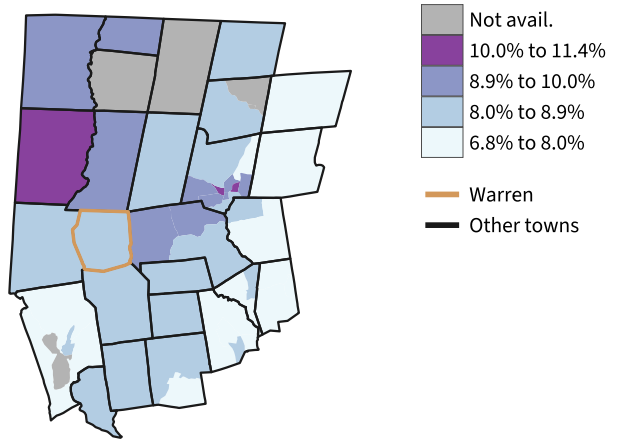 Not avail.
10.0% to 11.4%
8.9% to 10.0%
8.0% to 8.9%
6.8% to 8.0%
Warren
Other towns